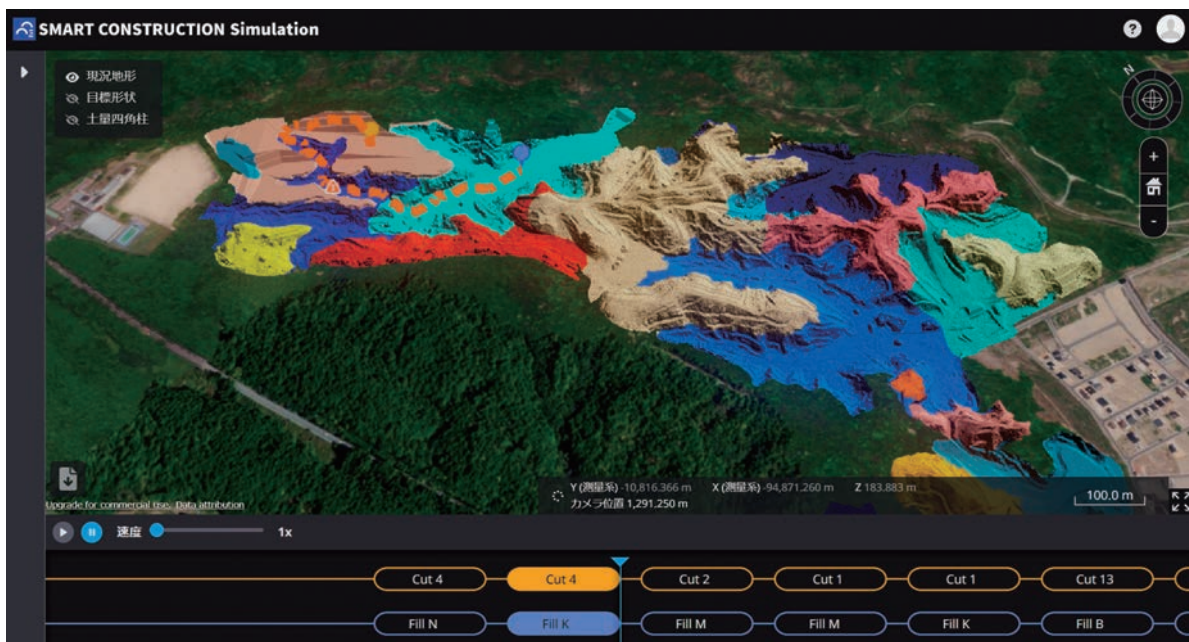 SMART CONSTRUCTION Simulation
?
N
現況地形
目標形状
土量四角柱
+
-
Y (測量系) -10,816.366 m X (測量系) -94,871.260 m Z 183.883 m
カメラ位置 1,291.250 m
100.0 m
Upgrade for commercial use. Data attribution
速度 1x
Cut 4 Cut 4 Cut 2 Cut 1 Cut 1 Cut 13
Fill N Fill K Fill M Fill M Fill K Fill B